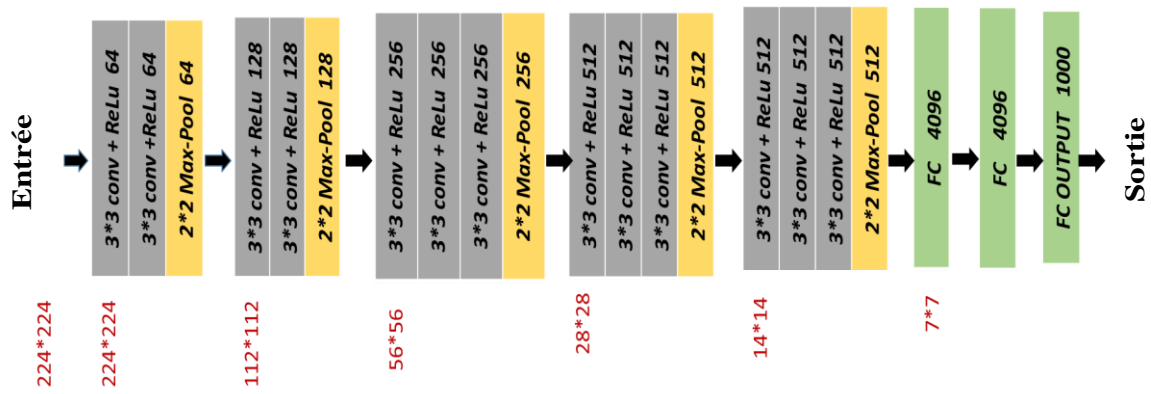 Entrée
224*224
3*3 conv + ReLu 64
3*3 conv +ReLu 64
2*2 Max-Pool 64
224*224
3*3 conv + ReLu 128
3*3 conv + ReLu 128
2*2 Max-Pool 128
112*112
3*3 conv + ReLu 256
3*3 conv + ReLu 256
3*3 conv + ReLu 256
2*2 Max-Pool 256
56*56
3*3 conv + ReLu 512
3*3 conv + ReLu 512
3*3 conv + ReLu 512
2*2 Max-Pool 512
28*28
3*3 conv + ReLu 512
3*3 conv + ReLu 512
3*3 conv + ReLu 512
2*2 Max-Pool 512
14*14
FC 4096
7*7
FC 4096
FC OUTPUT 1000
Sortie